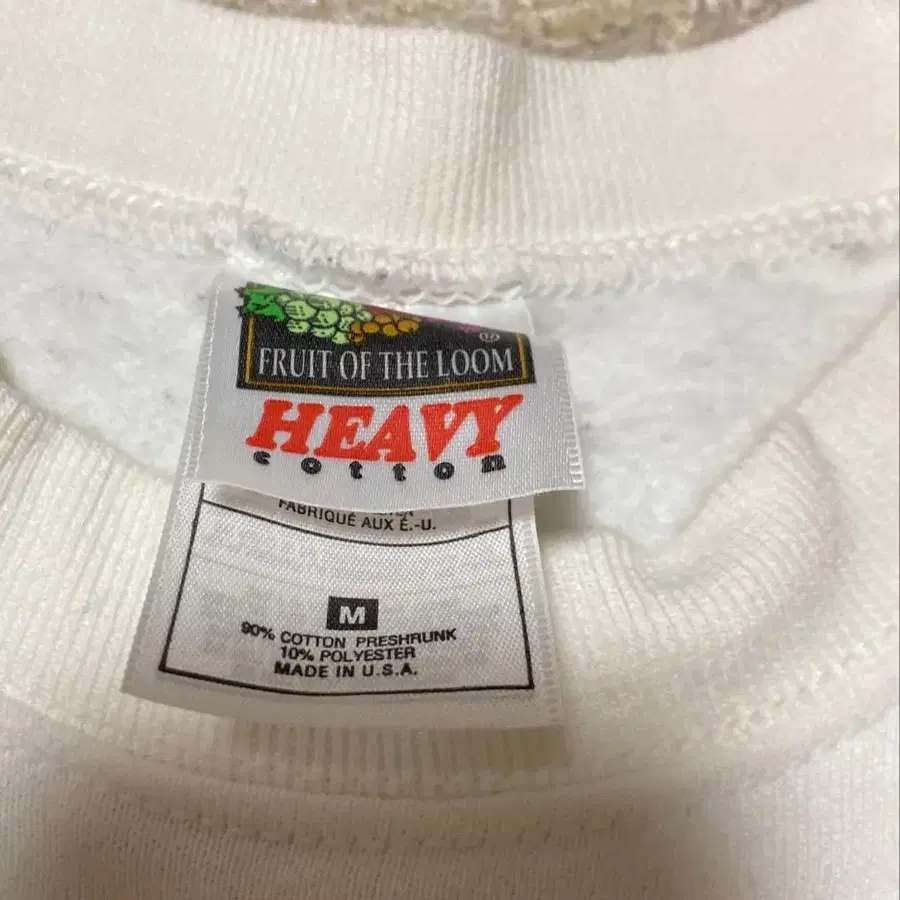 FRUIT OF THE LOOM
®
HEAVY
cotton
FABRIQUÉ AUX É.-U.
M
90% COTTON PRESHRUNK
10% POLYESTER
MADE IN U.S.A.